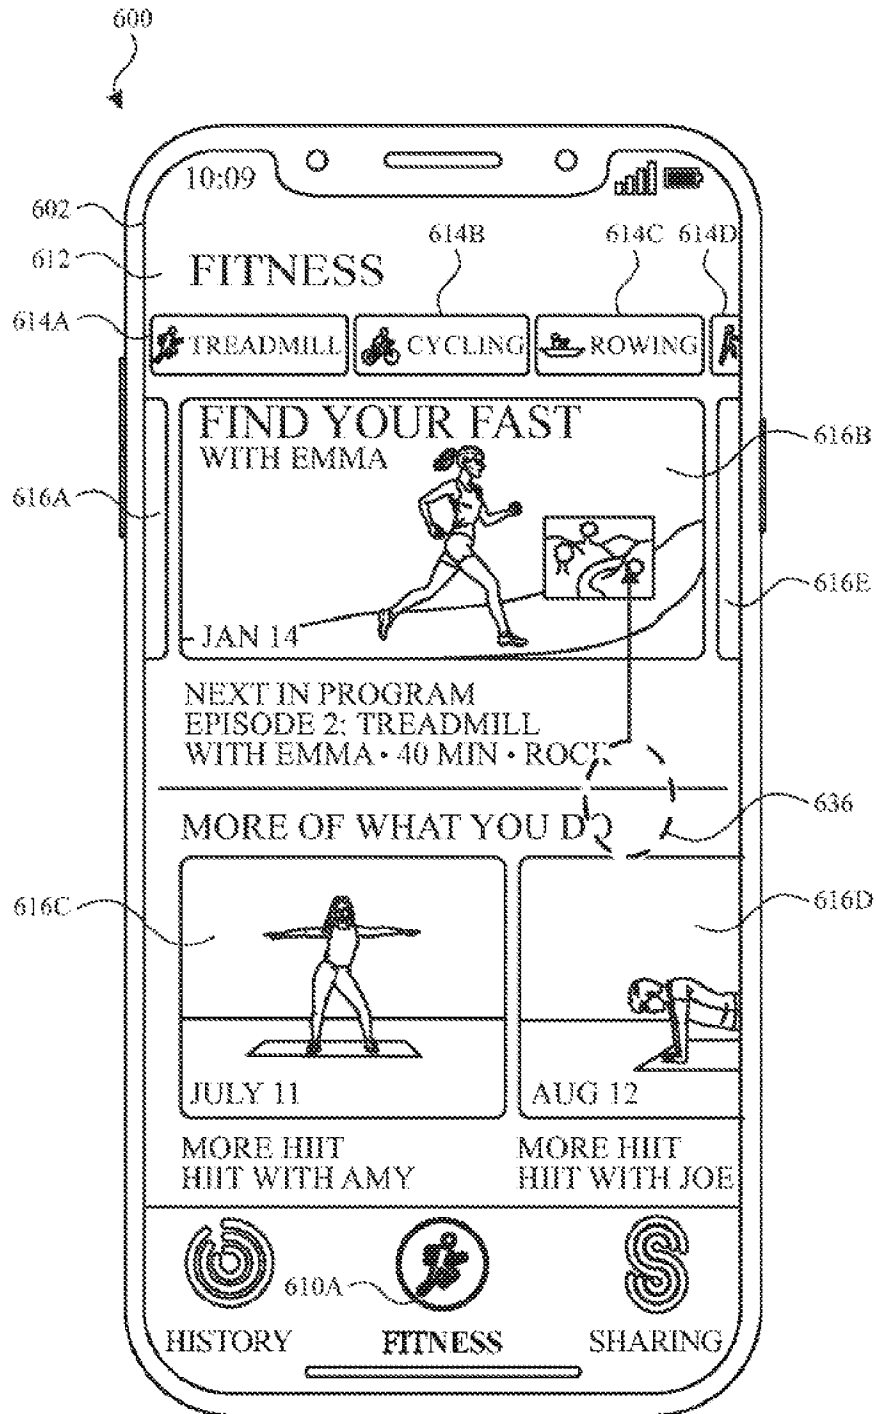 600
10:09
602
612
FITNESS
614B
614C 614D
614A
TREADMILL CYCLING ROWING
FIND YOUR FAST
WITH EMMA
616B
616A
616E
JAN 14
NEXT IN PROGRAM
EPISODE 2: TREADMILL
WITH EMMA • 40 MIN • ROCK
636
MORE OF WHAT YOU DO
616C
616D
JULY 11
AUG 12
MORE HIIT
HIIT WITH AMY
MORE HIIT
HIIT WITH JOE
610A
HISTORY FITNESS SHARING